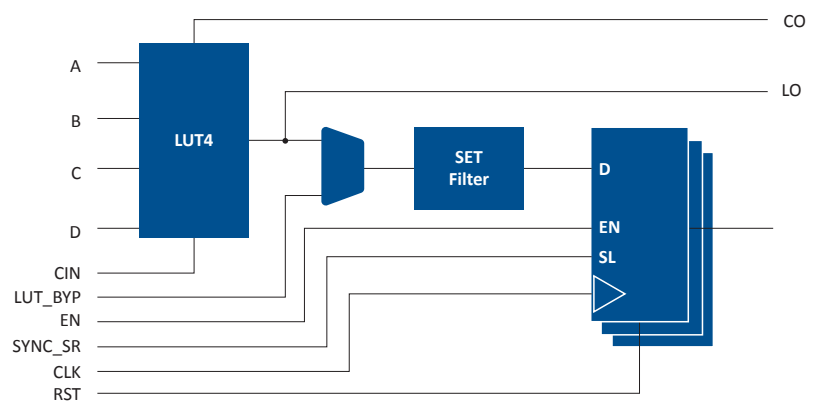 CO
A
LO
B
LUT4
SET
Filter
C
D
D
EN
SL
CIN
LUT_BYP
EN
SYNC_SR
CLK
RST